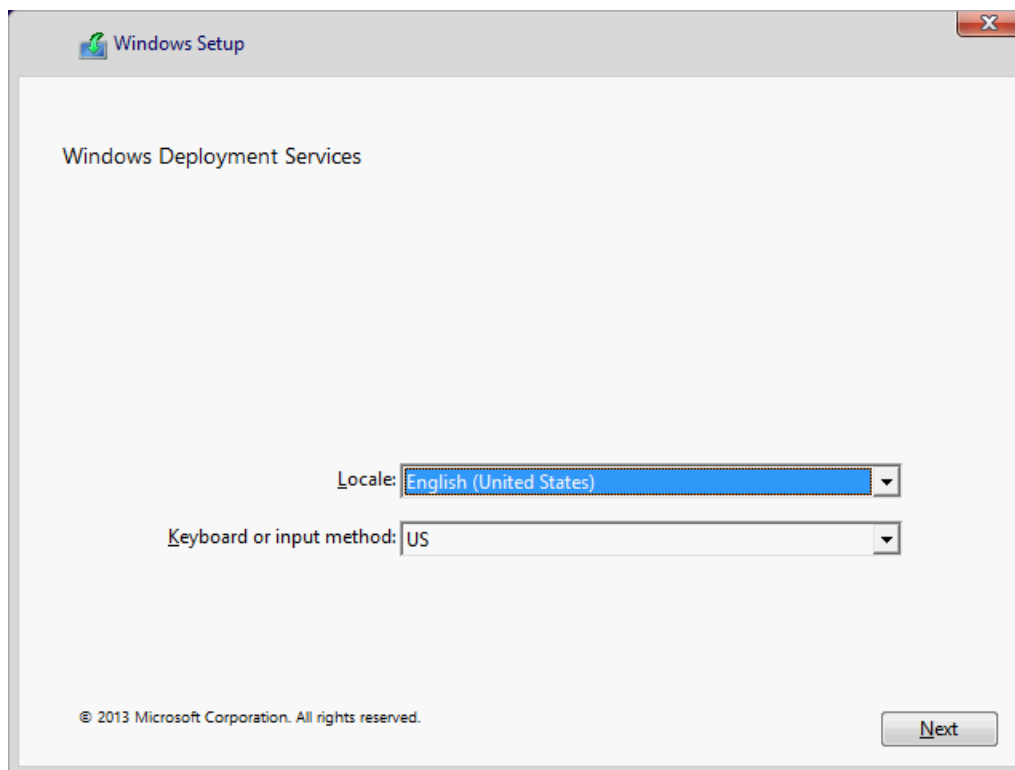 Windows Setup
Windows Deployment Services
Locale: English (United States)
Keyboard or input method: US
© 2013 Microsoft Corporation. All rights reserved.
Next